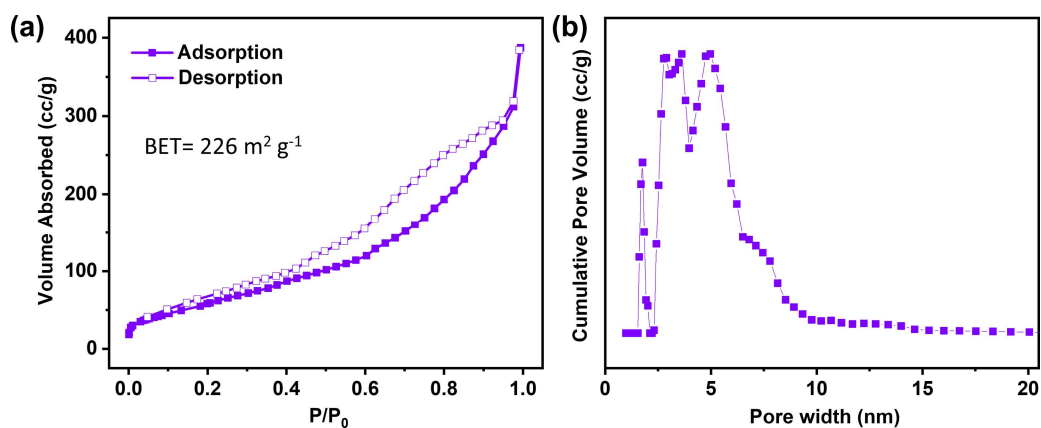 (a)
400
300
200
100
0
Volume Absorbed (cc/g)
Adsorption
Desorption
BET= 226 m² g⁻¹
0.0 0.2 0.4 0.6 0.8 1.0
P/P₀
(b)
Cumulative Pore Volume (cc/g)
0 5 10 15 20
Pore width (nm)